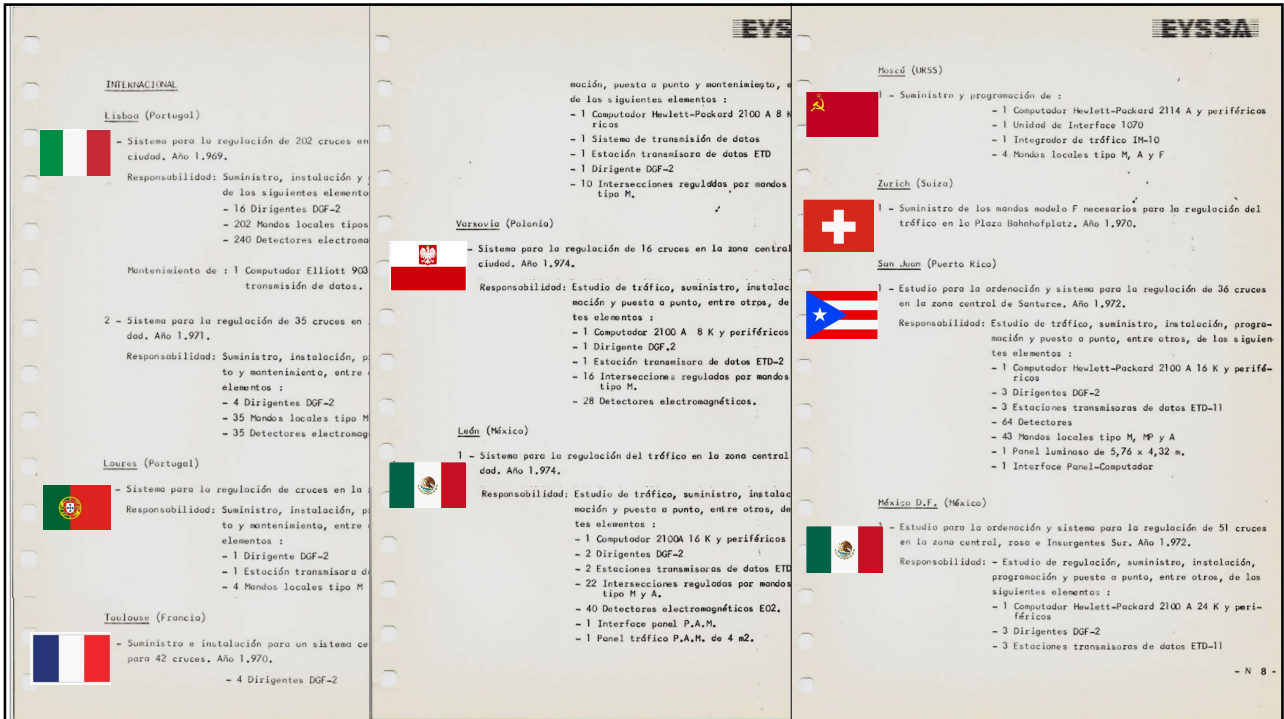 INTERNACIONAL
Lisboa (Portugal)
- Sistema para la regulación de 202 cruces en
ciudad. Año 1.969.
Responsabilidad: Suministro, instalación y
de los siguientes elemento
- 16 Dirigentes DGF-2
- 202 Mandos locales tipos
- 240 Detectores electroma
Mantenimiento de : 1 Computador Elliott 903
transmisión de datos.
2 - Sistema para la regulación de 35 cruces en
dad. Año 1.971.
Responsabilidad: Suministro, instalación, p
to y mantenimiento, entre
elementos :
- 4 Dirigentes DGF-2
- 35 Mandos locales tipo M
- 35 Detectores electromag
Loures (Portugal)
- Sistema para la regulación de cruces en la
Responsabilidad: Suministro, instalación, p
to y mantenimiento, entre
elementos :
- 1 Dirigente DGF-2
- 1 Estación transmisora d
- 4 Mandos locales tipo M
Toulouse (Francia)
- Suministro e instalación para un sistema ce
para 42 cruces. Año 1.970.
- 4 Dirigentes DGF-2
EYS
moción, puesta a punto y mantenimiento, e
de los siguientes elementos :
- 1 Computador Hewlett-Packard 2100 A 8 K
ricos
- 1 Sistema de transmisión de datos
- 1 Estación transmisora de datos ETD
- 1 Dirigente DGF-2
- 10 Intersecciones reguladas por mandos
tipo M.
Varsovia (Polonia)
- Sistema para la regulación de 16 cruces en la zona central
ciudad. Año 1.974.
Responsabilidad: Estudio de tráfico, suministro, instalac
moción y puesta a punto, entre otrps, de
tes elementos :
- 1 Computador 2100 A 8 K y periféricos
- 1 Dirigente DGF.2
- 1 Estación transmisora de datos ETD-2
- 16 Intersecciones regulados por mandos
tipo M.
- 28 Detectores electromagnéticos.
León (México)
1 - Sistema para la regulación del tráfico en la zona central
dad. Año 1.974.
Responsabilidad: Estudio de tráfico, suministro, instalac
moción y puesta a punto, entre otros, de
tes elementos :
- 1 Computador 2100A 16 K y periféricos
- 2 Dirigentes DGF-2
- 2 Estaciones transmisoras de datos ETD
- 22 Intersecciones reguladas por mandos
tipo M y A.
- 40 Detectores electromagnéticos E02.
- 1 Interface panel P.A.M.
- 1 Panel tráfico P.A.M. de 4 m2.
EYSSA
Moscú (URSS)
1 - Suministro y programación de :
- 1 Computador Hewlett-Packard 2114 A y periféricos
- 1 Unidad de Interface 1070
- 1 Integrador de tráfico IM-10
- 4 Mandos locales tipo M, A y F
Zurich (Suiza)
1 - Suministro de los mandos modelo F necesarios para la regulación del
tráfico en la Plaza Bahnhofplatz. Año 1.970.
San Juan (Puerto Rico)
1 - Estudio para la ordenación y sistema para la regulación de 36 cruces
en la zona central de Santurce. Año 1.972.
Responsabilidad: Estudio de tráfico, suministro, instalación, progra-
mación y puesta a punto, entre otros, de los siguien-
tes elementos :
- 1 Computador Hewlett-Packard 2100 A 16 K y perifé-
ricos
- 3 Dirigentes DGF-2
- 3 Estaciones transmisoras de datos ETD-11
- 64 Detectores
- 43 Mandos locales tipo M, MP y A
- 1 Panel luminoso de 5,76 x 4,32 m.
- 1 Interface Panel-Computador
México D.F. (México)
1 - Estudio para la ordenación y sistema para la regulación de 51 cruces
en la zona central, rosa e Insurgentes Sur. Año 1.972.
Responsabilidad: - Estudio de regulación, suministro, instalación,
programación y puesta a punto, entre otros, de los
siguientes elementos :
- 1 Computador Hewlett-Packard 2100 A 24 K y peri-
féricos
- 3 Dirigentes DGF-2
- 3 Estaciones transmisoras de datos ETD-11
- N 8 -